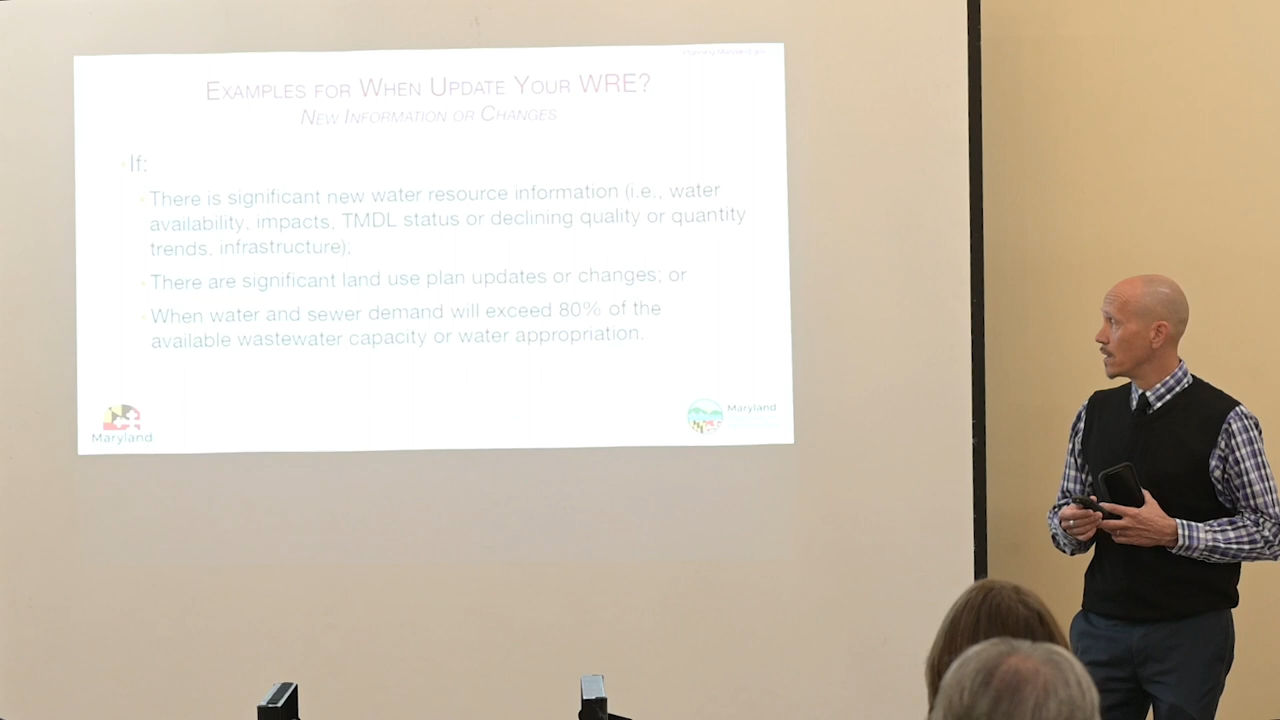 EXAMPLES FOR WHEN UPDATE YOUR WRE?
NEW INFORMATION OR CHANGES
If:
There is significant new water resource information (i.e., water
availability, impacts, TMDL status or declining quality or quantity
trends, infrastructure);
There are significant land use plan updates or changes; or
When water and sewer demand will exceed 80% of the
available wastewater capacity or water appropriation.
Maryland
Maryland